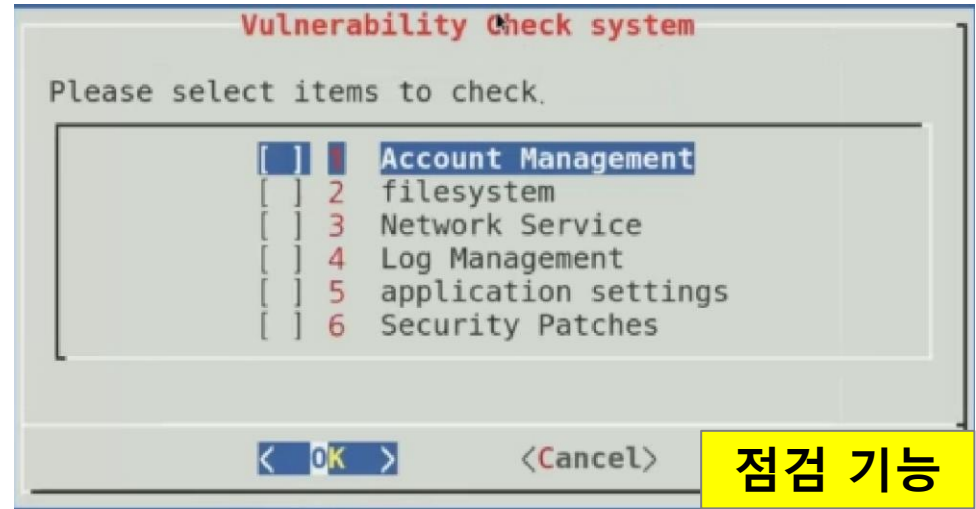 Vulnerability Check system
Please select items to check.
[ ] 1 Account Management
[ ] 2 filesystem
[ ] 3 Network Service
[ ] 4 Log Management
[ ] 5 application settings
[ ] 6 Security Patches
< OK > <Cancel>
점검 기능